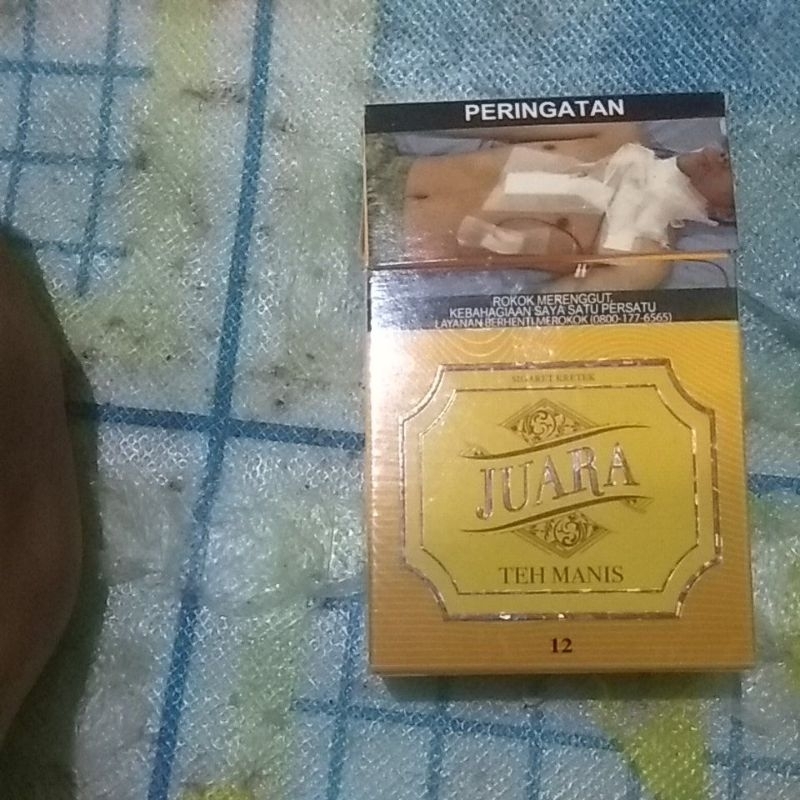 PERINGATAN
ROKOK MERENGGUT,
KEBAHAGIAAN SAYA SATU PERSATU
LAYANAN BERHENTI MEROKOK (0800-177-6565)
SIGARET KRETEK
JUARA
TEH MANIS
12